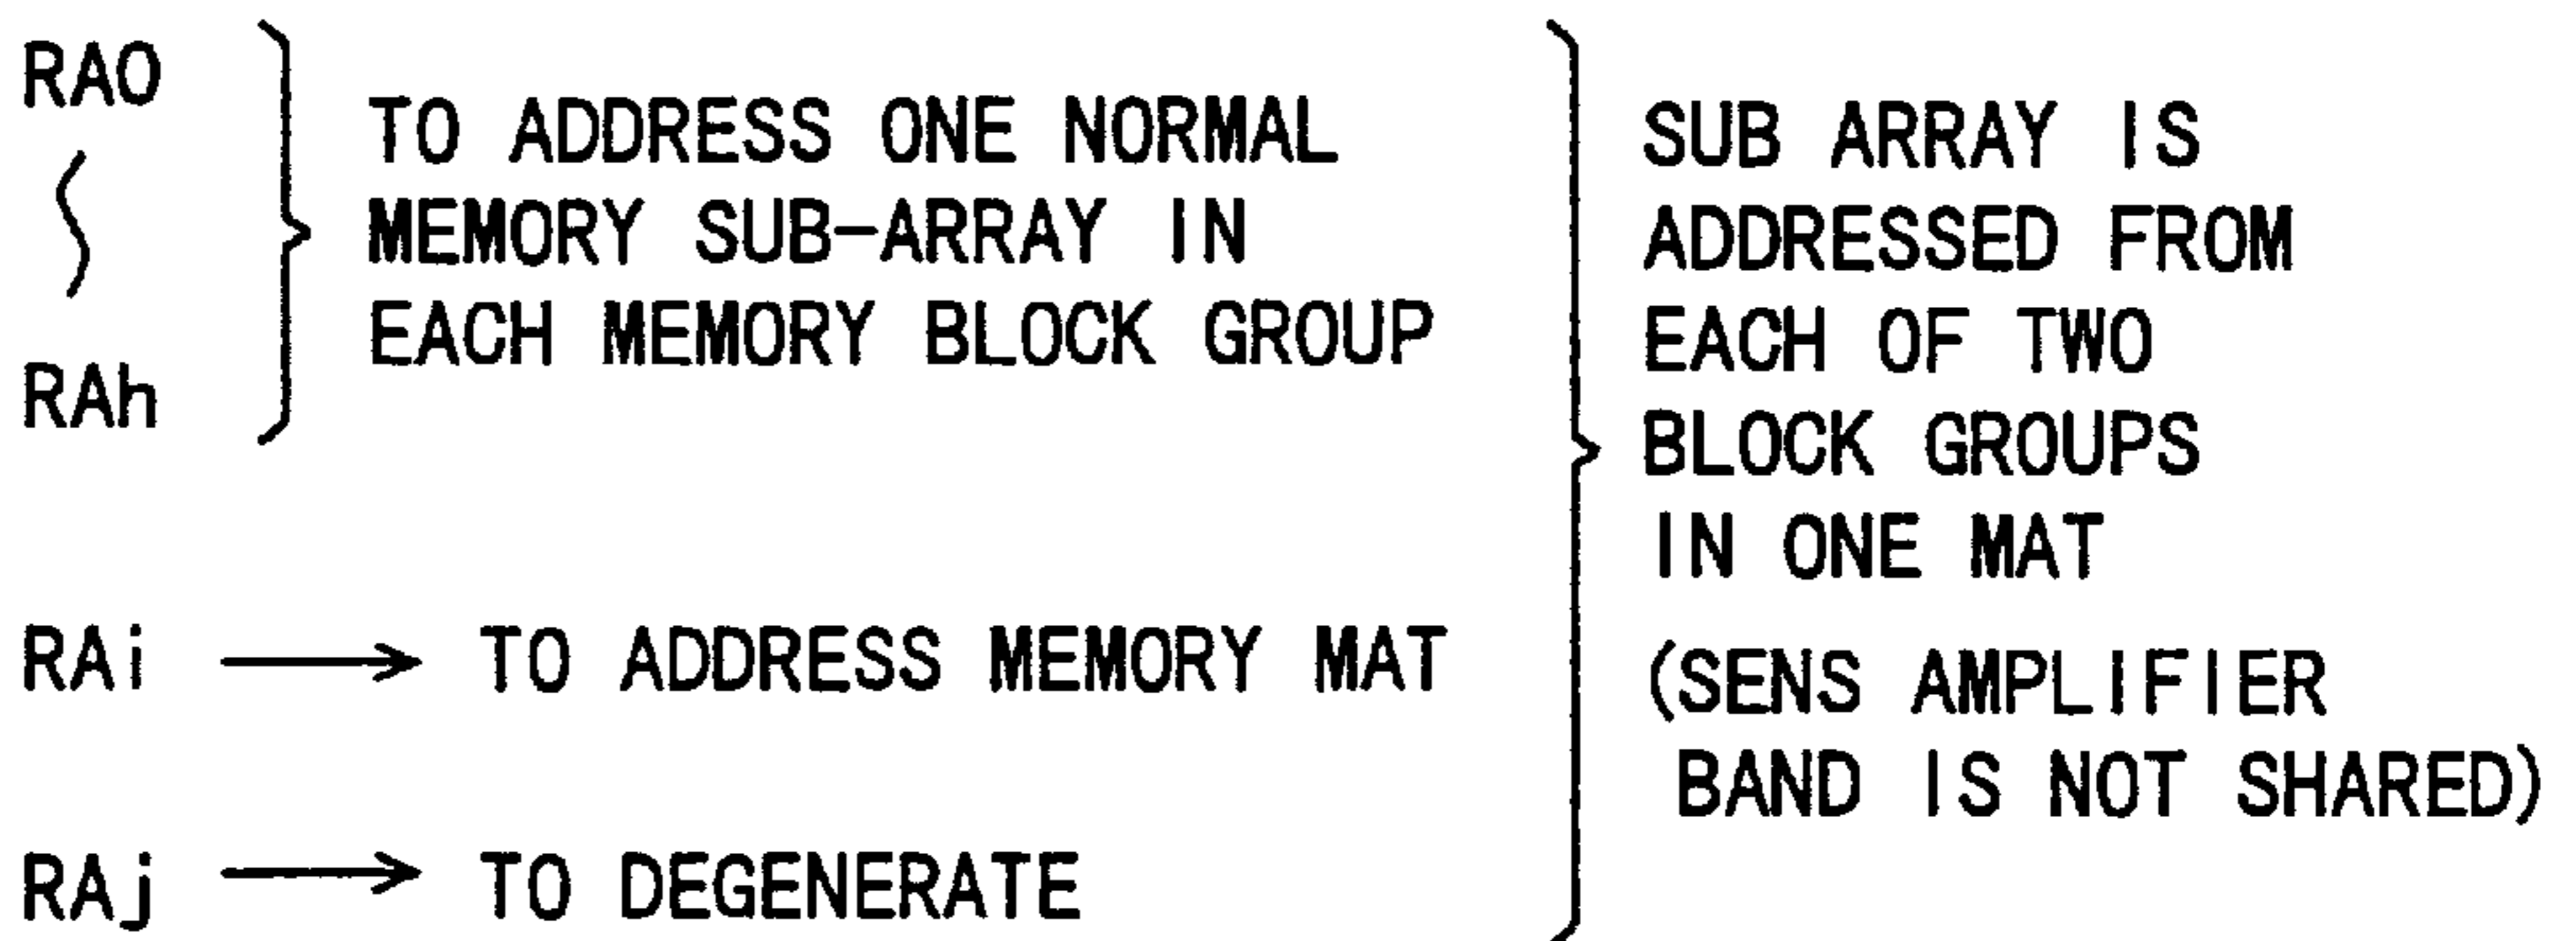 RA0
RAh
TO ADDRESS ONE NORMAL
MEMORY SUB-ARRAY IN
EACH MEMORY BLOCK GROUP
RAi → TO ADDRESS MEMORY MAT
RAj → TO DEGENERATE
SUB ARRAY IS
ADDRESSED FROM
EACH OF TWO
BLOCK GROUPS
IN ONE MAT
(SENS AMPLIFIER
BAND IS NOT SHARED)